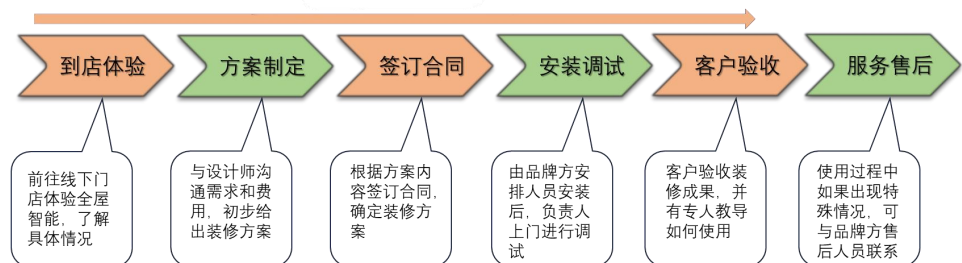 到店体验
方案制定
签订合同
安装调试
客户验收
服务售后
前往线下门
店体验全屋
智能，了解
具体情况
与设计师沟
通需求和费
用，初步给
出装修方案
根据方案内
容签订合同，
确定装修方
案
由品牌方安
排人员安装
后，负责人
上门进行调
试
客户验收装
修成果，并
有专人教导
如何使用
使用过程中
如果出现特
殊情况，可
与品牌方售
后人员联系